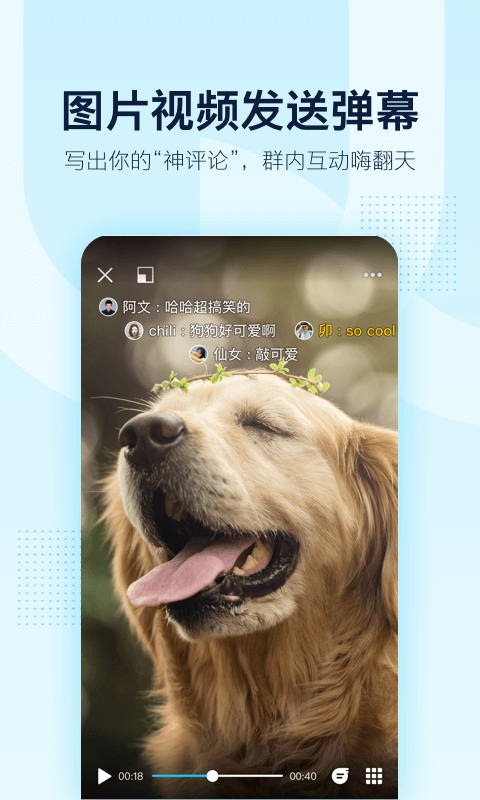 图片视频发送弹幕
写出你的“神评论”，群内互动嗨翻天
阿文：哈哈超搞笑的
chili：狗狗好可爱啊 卯：so cool
仙女：敲可爱
00:18 00:40